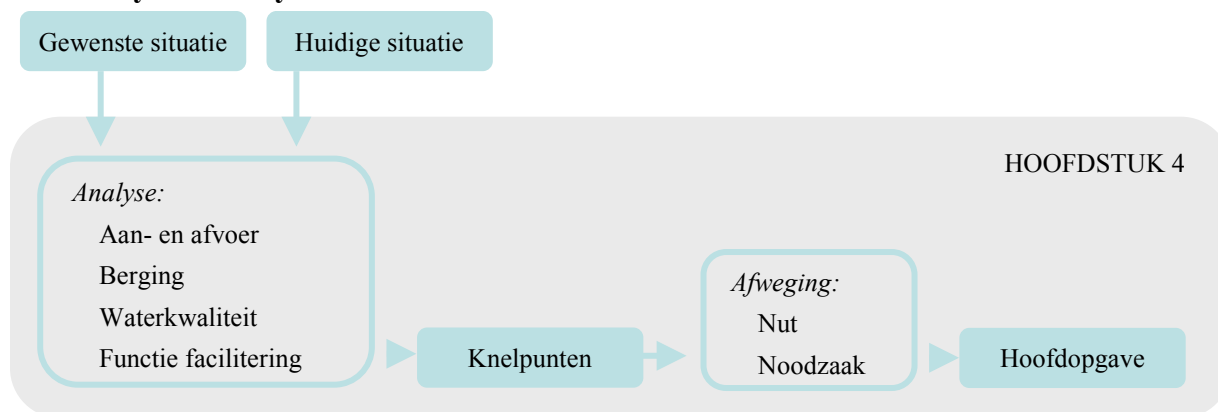 Gewenste situatie
Huidige situatie
HOOFDSTUK 4
Analyse:
Aan- en afvoer
Berging
Waterkwaliteit
Functie facilitering
Knelpunten
Afweging:
Nut
Noodzaak
Hoofdopgave